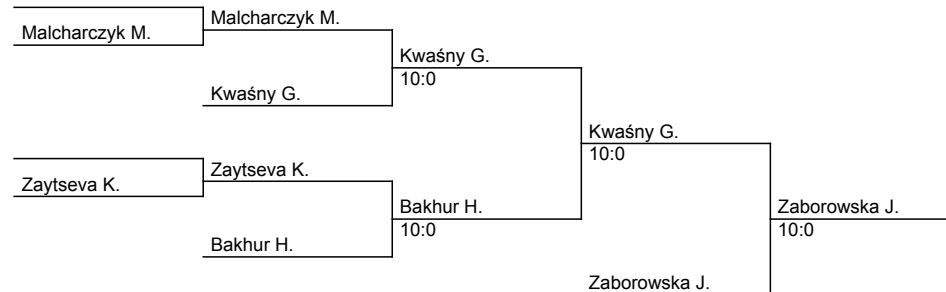 Malcharczyk M.
Malcharczyk M.
Kwaśny G.
10:0
Kwaśny G.
Kwaśny G.
10:0
Zaytseva K.
Zaytseva K.
Bakhur H.
10:0
Zaborowska J.
10:0
Bakhur H.
Zaborowska J.